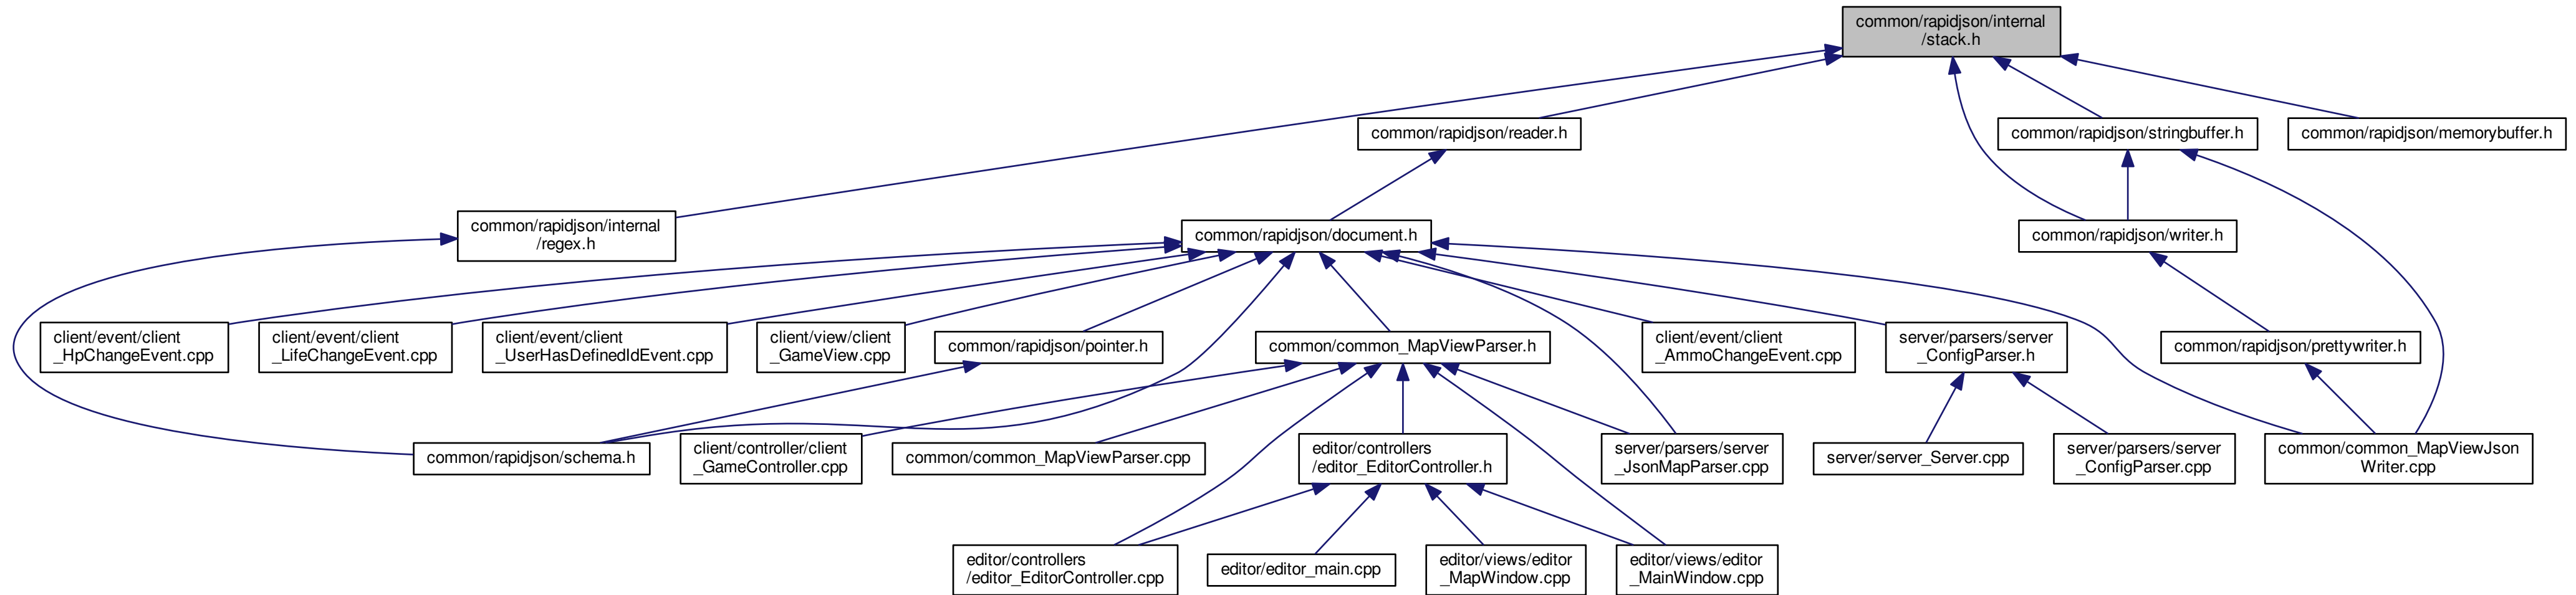 common/rapidjson/internal
/stack.h
common/rapidjson/reader.h
common/rapidjson/stringbuffer.h
common/rapidjson/memorybuffer.h
common/rapidjson/internal
/regex.h
common/rapidjson/document.h
common/rapidjson/writer.h
client/event/client
_HpChangeEvent.cpp
client/event/client
_LifeChangeEvent.cpp
client/event/client
_UserHasDefinedIdEvent.cpp
client/view/client
_GameView.cpp
common/rapidjson/pointer.h
common/common_MapViewParser.h
client/event/client
_AmmoChangeEvent.cpp
server/parsers/server
_ConfigParser.h
common/rapidjson/prettywriter.h
common/rapidjson/schema.h
client/controller/client
_GameController.cpp
common/common_MapViewParser.cpp
editor/controllers
/editor_EditorController.h
server/parsers/server
_JsonMapParser.cpp
server/server_Server.cpp
server/parsers/server
_ConfigParser.cpp
common/common_MapViewJson
Writer.cpp
editor/controllers
/editor_EditorController.cpp
editor/editor_main.cpp
editor/views/editor
_MapWindow.cpp
editor/views/editor
_MainWindow.cpp